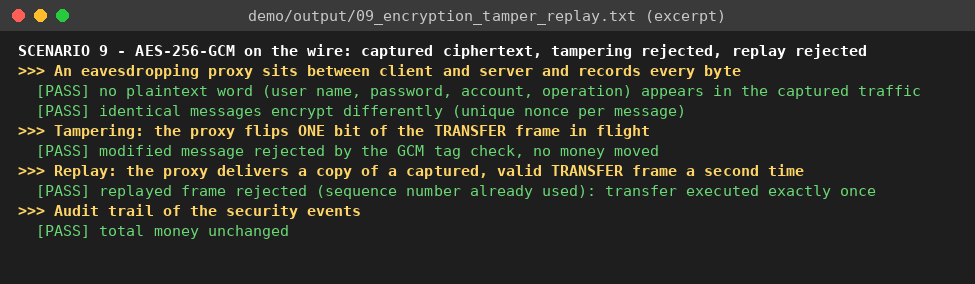 demo/output/09_encryption_tamper_replay.txt (excerpt)
SCENARIO 9 - AES-256-GCM on the wire: captured ciphertext, tampering rejected, replay rejected
>>> An eavesdropping proxy sits between client and server and records every byte
[PASS] no plaintext word (user name, password, account, operation) appears in the captured traffic
[PASS] identical messages encrypt differently (unique nonce per message)
>>> Tampering: the proxy flips ONE bit of the TRANSFER frame in flight
[PASS] modified message rejected by the GCM tag check, no money moved
>>> Replay: the proxy delivers a copy of a captured, valid TRANSFER frame a second time
[PASS] replayed frame rejected (sequence number already used): transfer executed exactly once
>>> Audit trail of the security events
[PASS] total money unchanged